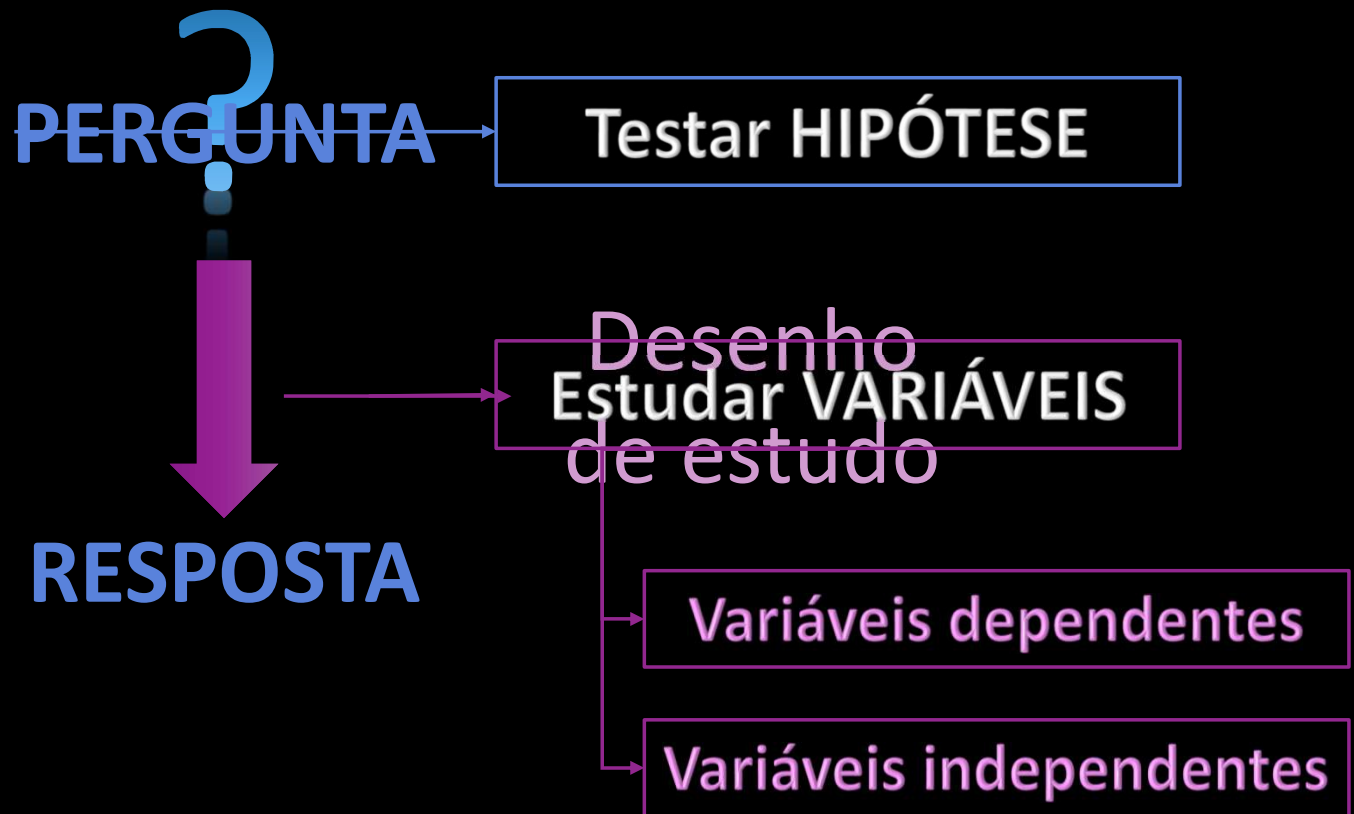 ?
PERGUNTA
Testar HIPÓTESE
Desenho
de estudo
Estudar VARIÁVEIS
RESPOSTA
Variáveis dependentes
Variáveis independentes